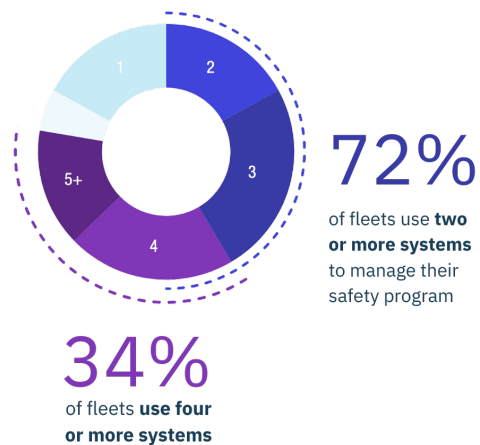 1
2
3
4
5+
72%
of fleets use two
or more systems
to manage their
safety program
34%
of fleets use four
or more systems